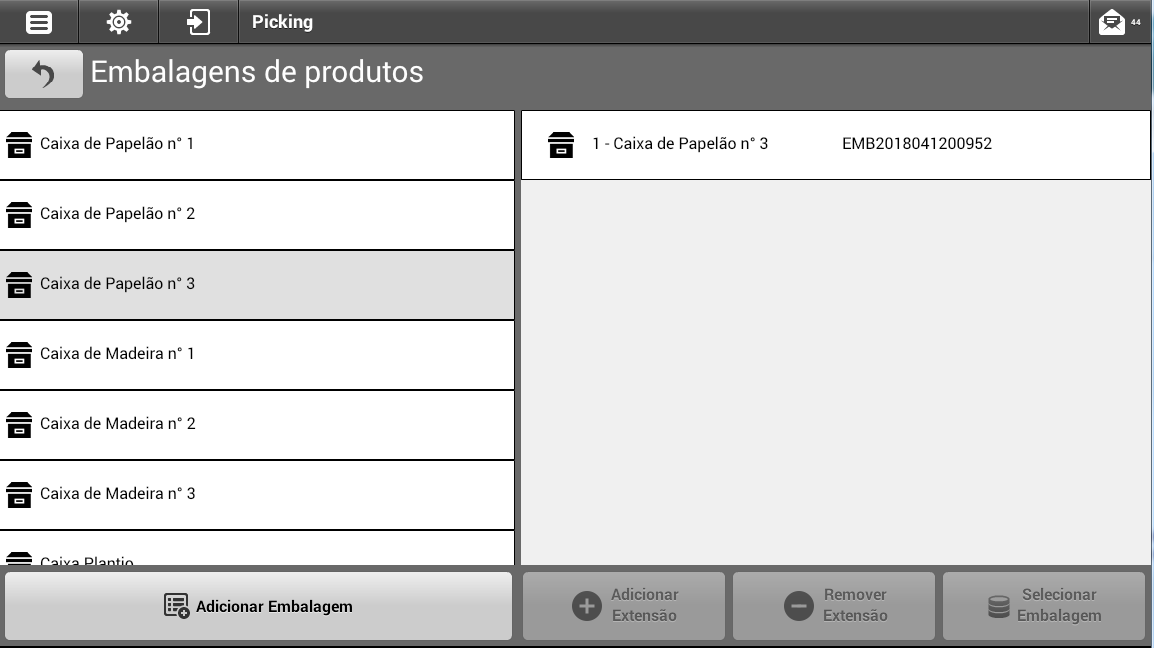 Picking
44
Embalagens de produtos
Caixa de Papelão n° 1
Caixa de Papelão n° 2
Caixa de Papelão n° 3
Caixa de Madeira n° 1
Caixa de Madeira n° 2
Caixa de Madeira n° 3
Caixa Plantio
1 - Caixa de Papelão n° 3 EMB2018041200952
Adicionar Embalagem
Adicionar
Extensão
Remover
Extensão
Selecionar
Embalagem